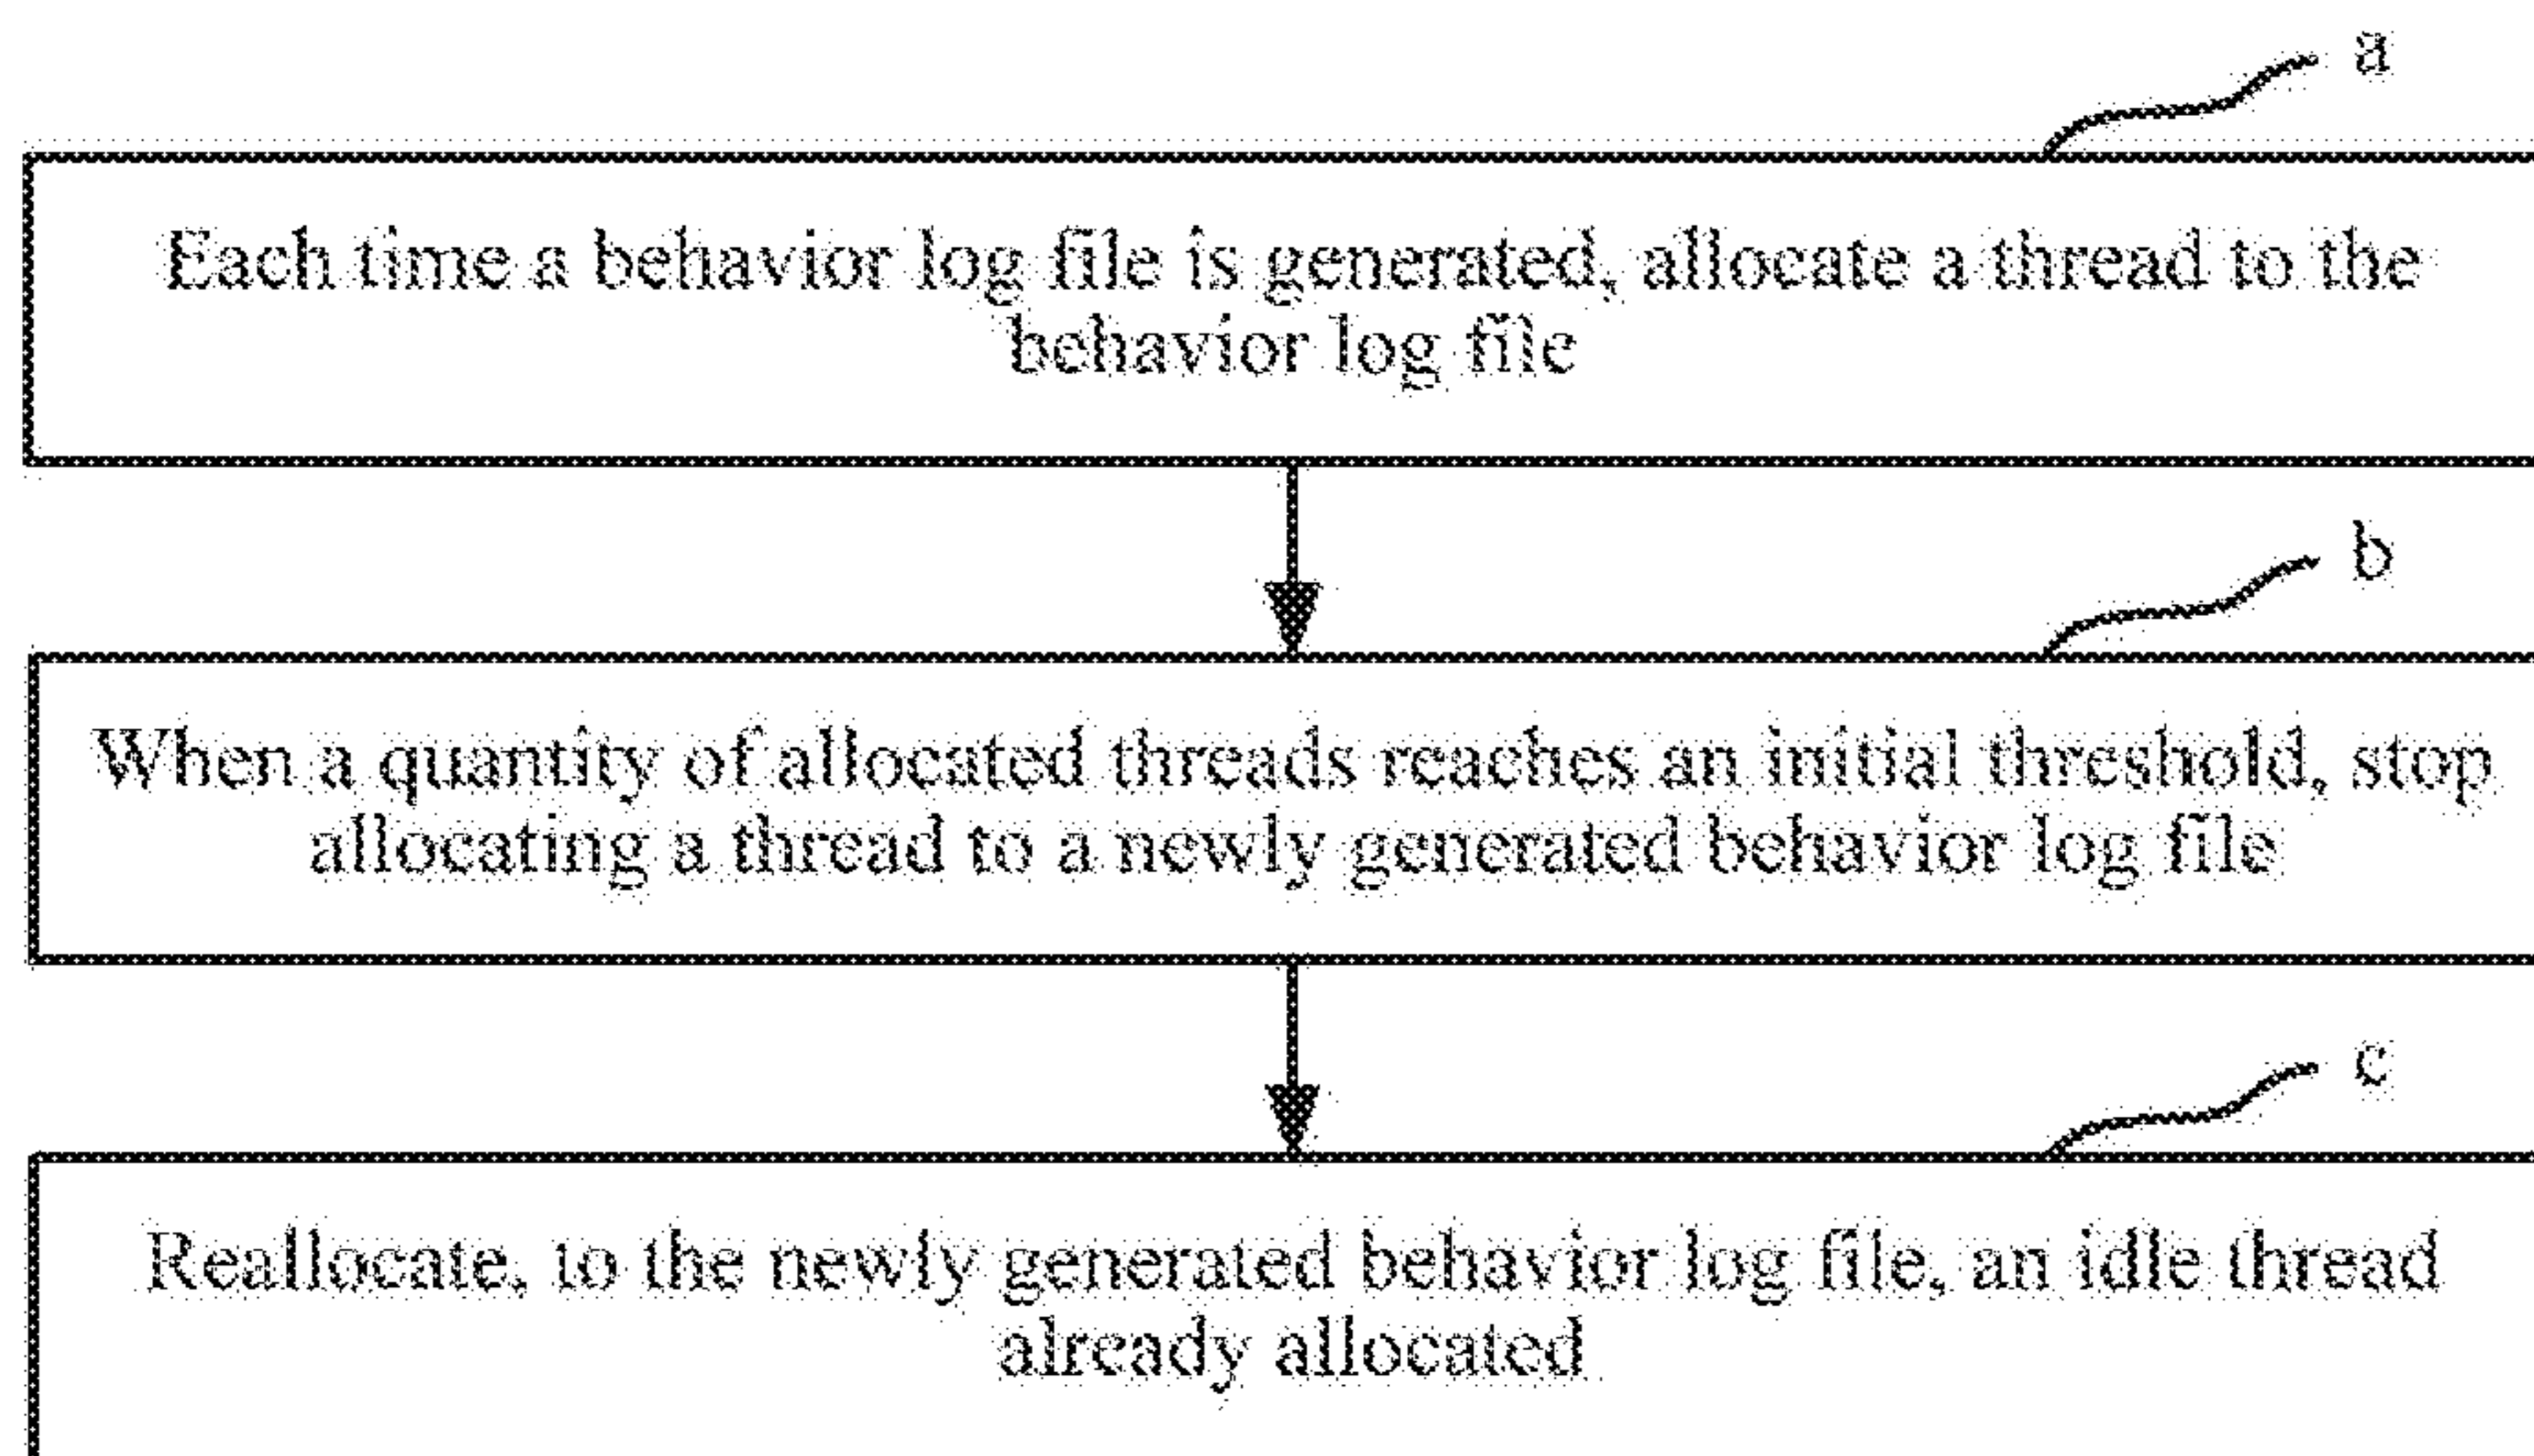 a
Each time a behavior log file is generated, allocate a thread to the
behavior log file
b
When a quantity of allocated threads reaches an initial threshold, stop
allocating a thread to a newly generated behavior log file
c
Reallocate, to the newly generated behavior log file, an idle thread
already allocated